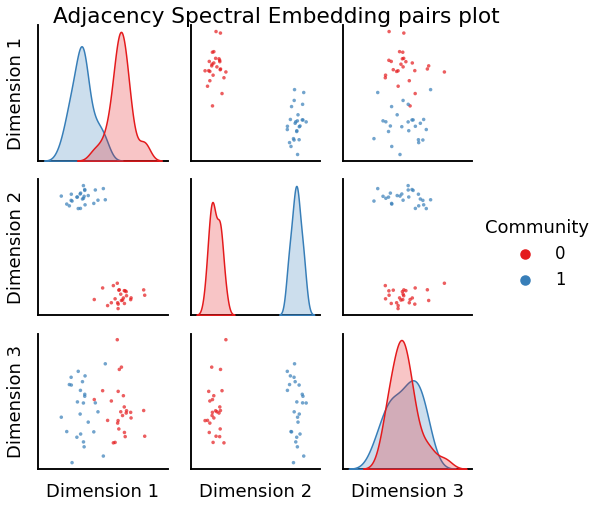 Adjacency Spectral Embedding pairs plot
Dimension 1
Dimension 2
Dimension 3
Community
0
1
Dimension 1
Dimension 2
Dimension 3